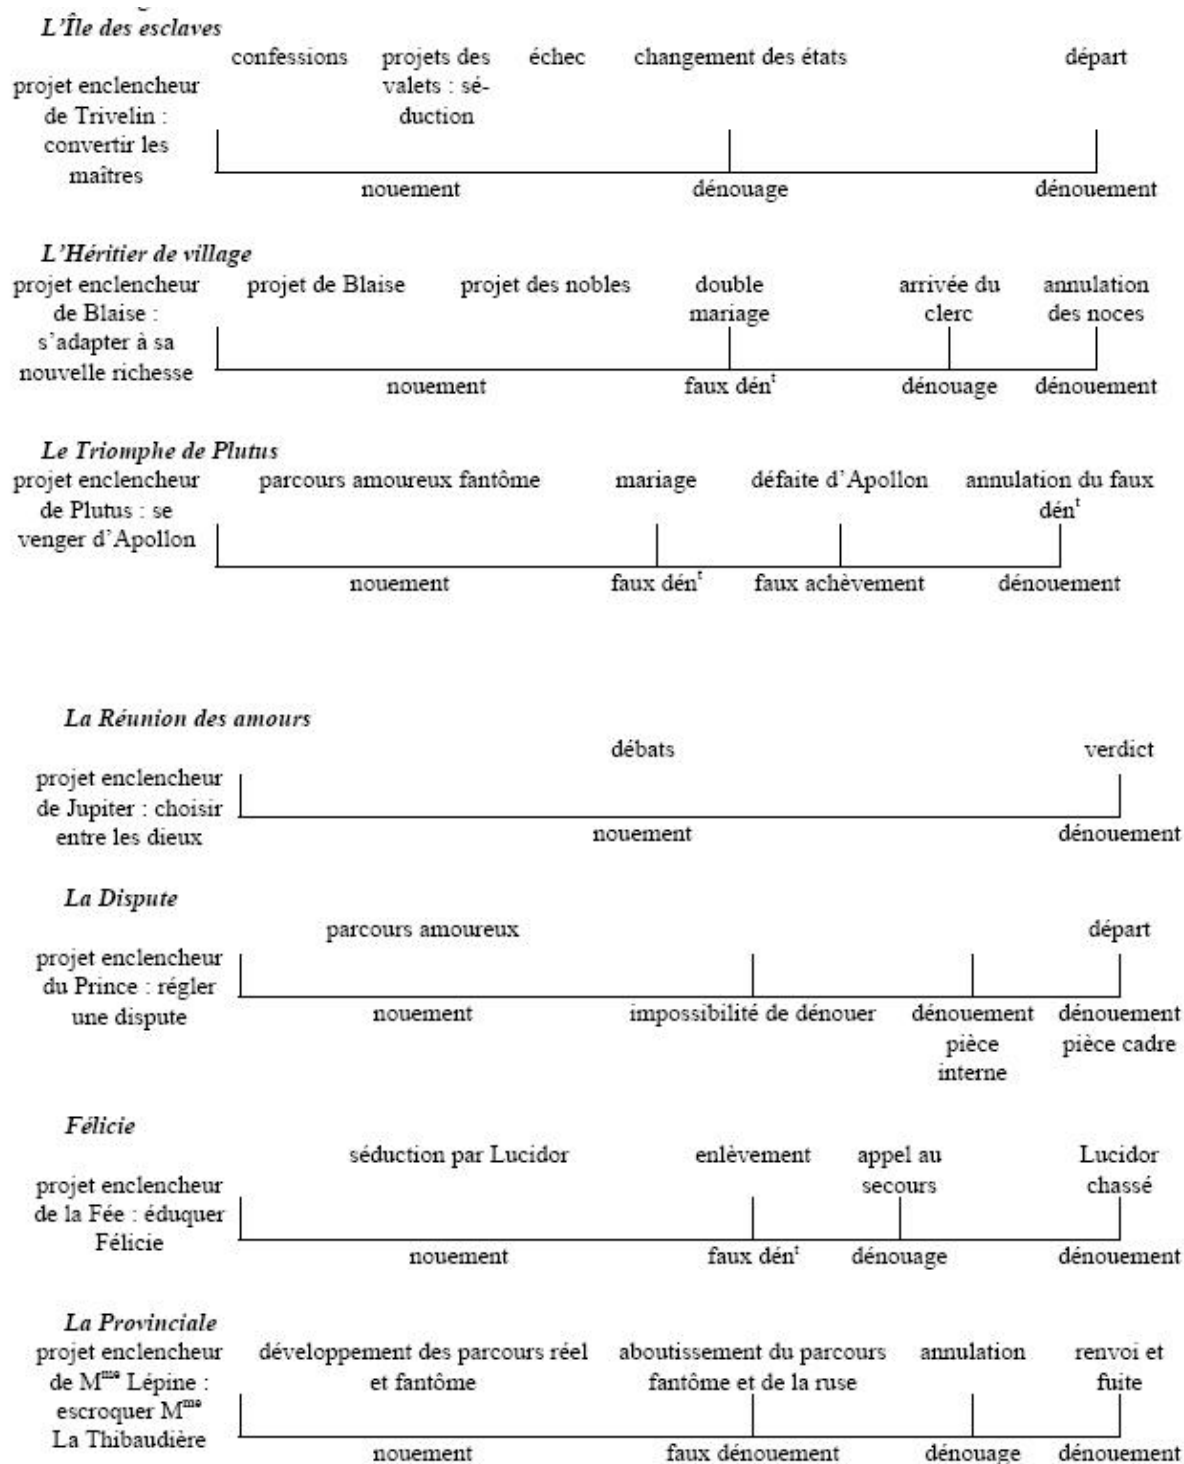 L'Île des esclaves
confessions projets des échec changement des états départ
projet enclencheur valets : sé-
de Trivelin : duction
convertir les
maîtres
nouement dénouage dénouement
L'Héritier de village
projet enclencheur projet de Blaise projet des nobles double arrivée du annulation
de Blaise : mariage clerc des noces
s'adapter à sa
nouvelle richesse
nouement faux dénᵗ dénouage dénouement
Le Triomphe de Plutus
projet enclencheur parcours amoureux fantôme mariage défaite d'Apollon annulation du faux
de Plutus : se dénᵗ
venger d'Apollon
nouement faux dénᵗ faux achèvement dénouement
La Réunion des amours
débats verdict
projet enclencheur
de Jupiter : choisir
entre les dieux
nouement dénouement
La Dispute
parcours amoureux départ
projet enclencheur
du Prince : régler
une dispute
nouement impossibilité de dénouer dénouement dénouement
pièce pièce cadre
interne
Félicie
séduction par Lucidor enlèvement appel au Lucidor
projet enclencheur secours chassé
de la Fée : éduquer
Félicie
nouement faux dénᵗ dénouage dénouement
La Provinciale
projet enclencheur développement des parcours réel aboutissement du parcours annulation renvoi et
de Mᵐᵉ Lépine : et fantôme fantôme et de la ruse fuite
escroquer Mᵐᵉ
La Thibaudière
nouement faux dénouement dénouage dénouement